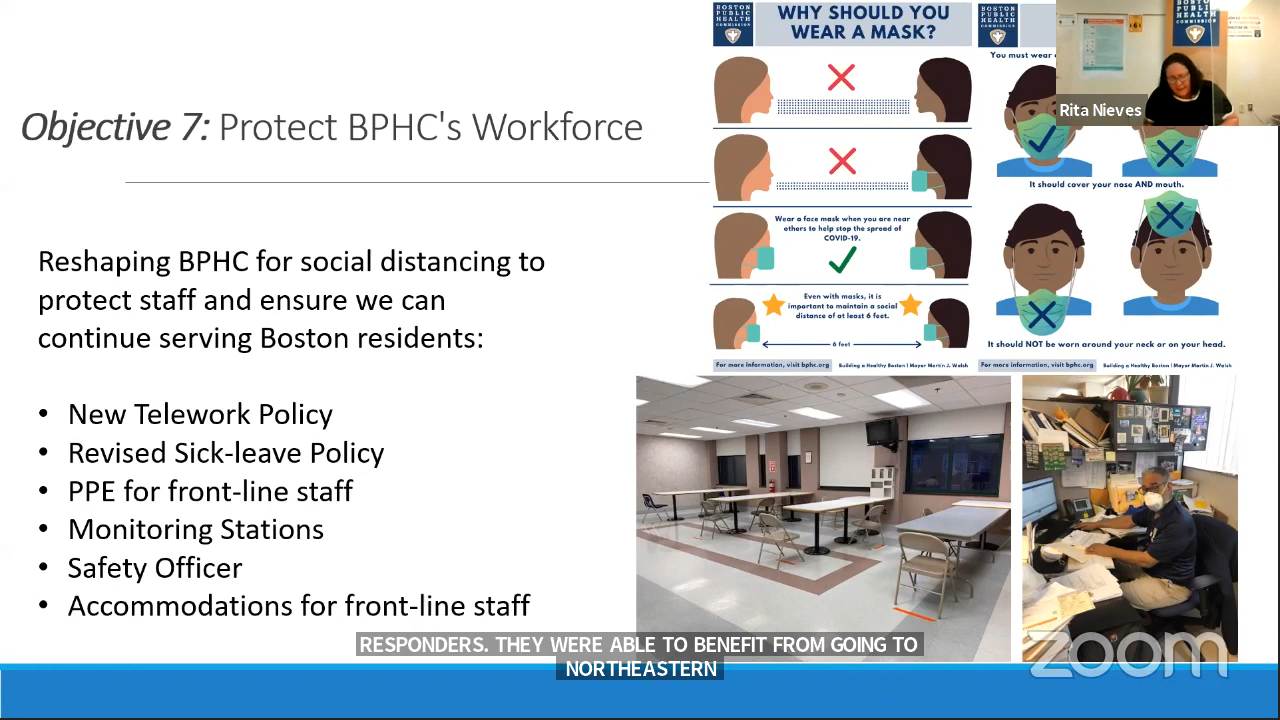 Objective 7: Protect BPHC's Workforce
Reshaping BPHC for social distancing to
protect staff and ensure we can
continue serving Boston residents:
• New Telework Policy
• Revised Sick-leave Policy
• PPE for front-line staff
• Monitoring Stations
• Safety Officer
• Accommodations for front-line staff
BOSTON
PUBLIC
HEALTH
COMMISSION
WHY SHOULD YOU
WEAR A MASK?
Wear a face mask when you are near
others to help stop the spread of
COVID-19.
Even with masks, it is
important to maintain a social
distance of at least 6 feet.
6 feet
For more information, visit bphc.org
Building a Healthy Boston | Mayor Martin J. Walsh
BOSTON
PUBLIC
HEALTH
COMMISSION
You must wear
It should cover your nose AND mouth.
It should NOT be worn around your neck or on your head.
For more information, visit bphc.org
Building a Healthy Boston | Mayor Martin J. Walsh
BOSTON
PUBLIC
HEALTH
COMMISSION
Rita Nieves
RESPONDERS. THEY WERE ABLE TO BENEFIT FROM GOING TO
NORTHEASTERN
zoom